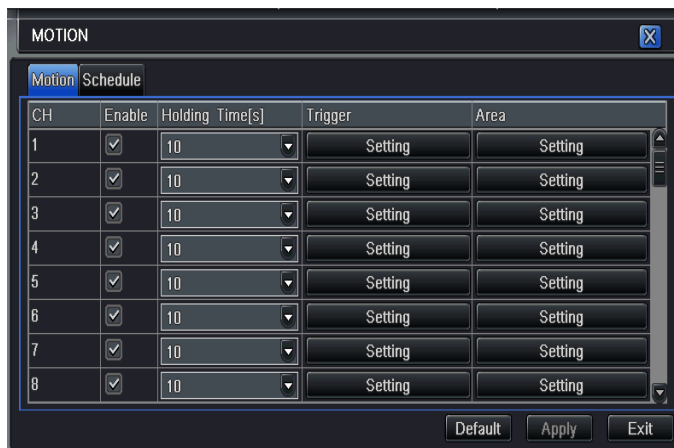 MOTION
Motion Schedule
CH Enable Holding Time[s] Trigger Area
1 10 Setting Setting
2 10 Setting Setting
3 10 Setting Setting
4 10 Setting Setting
5 10 Setting Setting
6 10 Setting Setting
7 10 Setting Setting
8 10 Setting Setting
Default Apply Exit